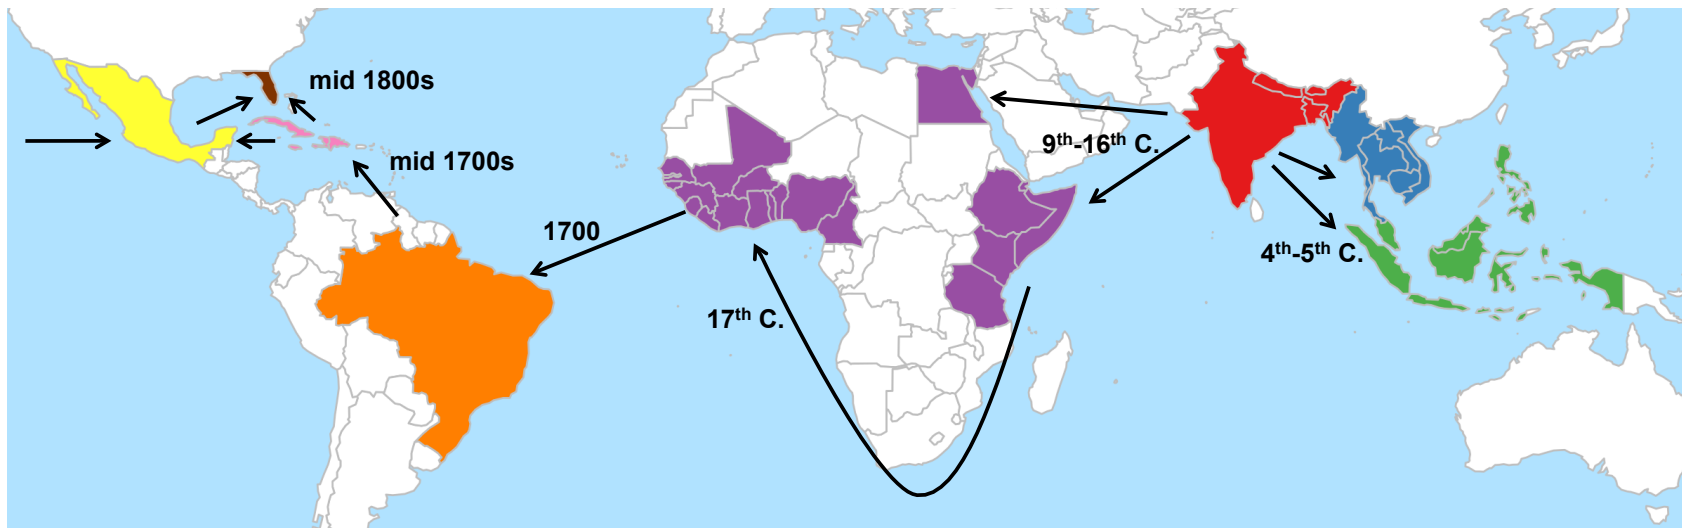 mid 1800s
mid 1700s
9th-16th C.
1700
4th-5th C.
17th C.